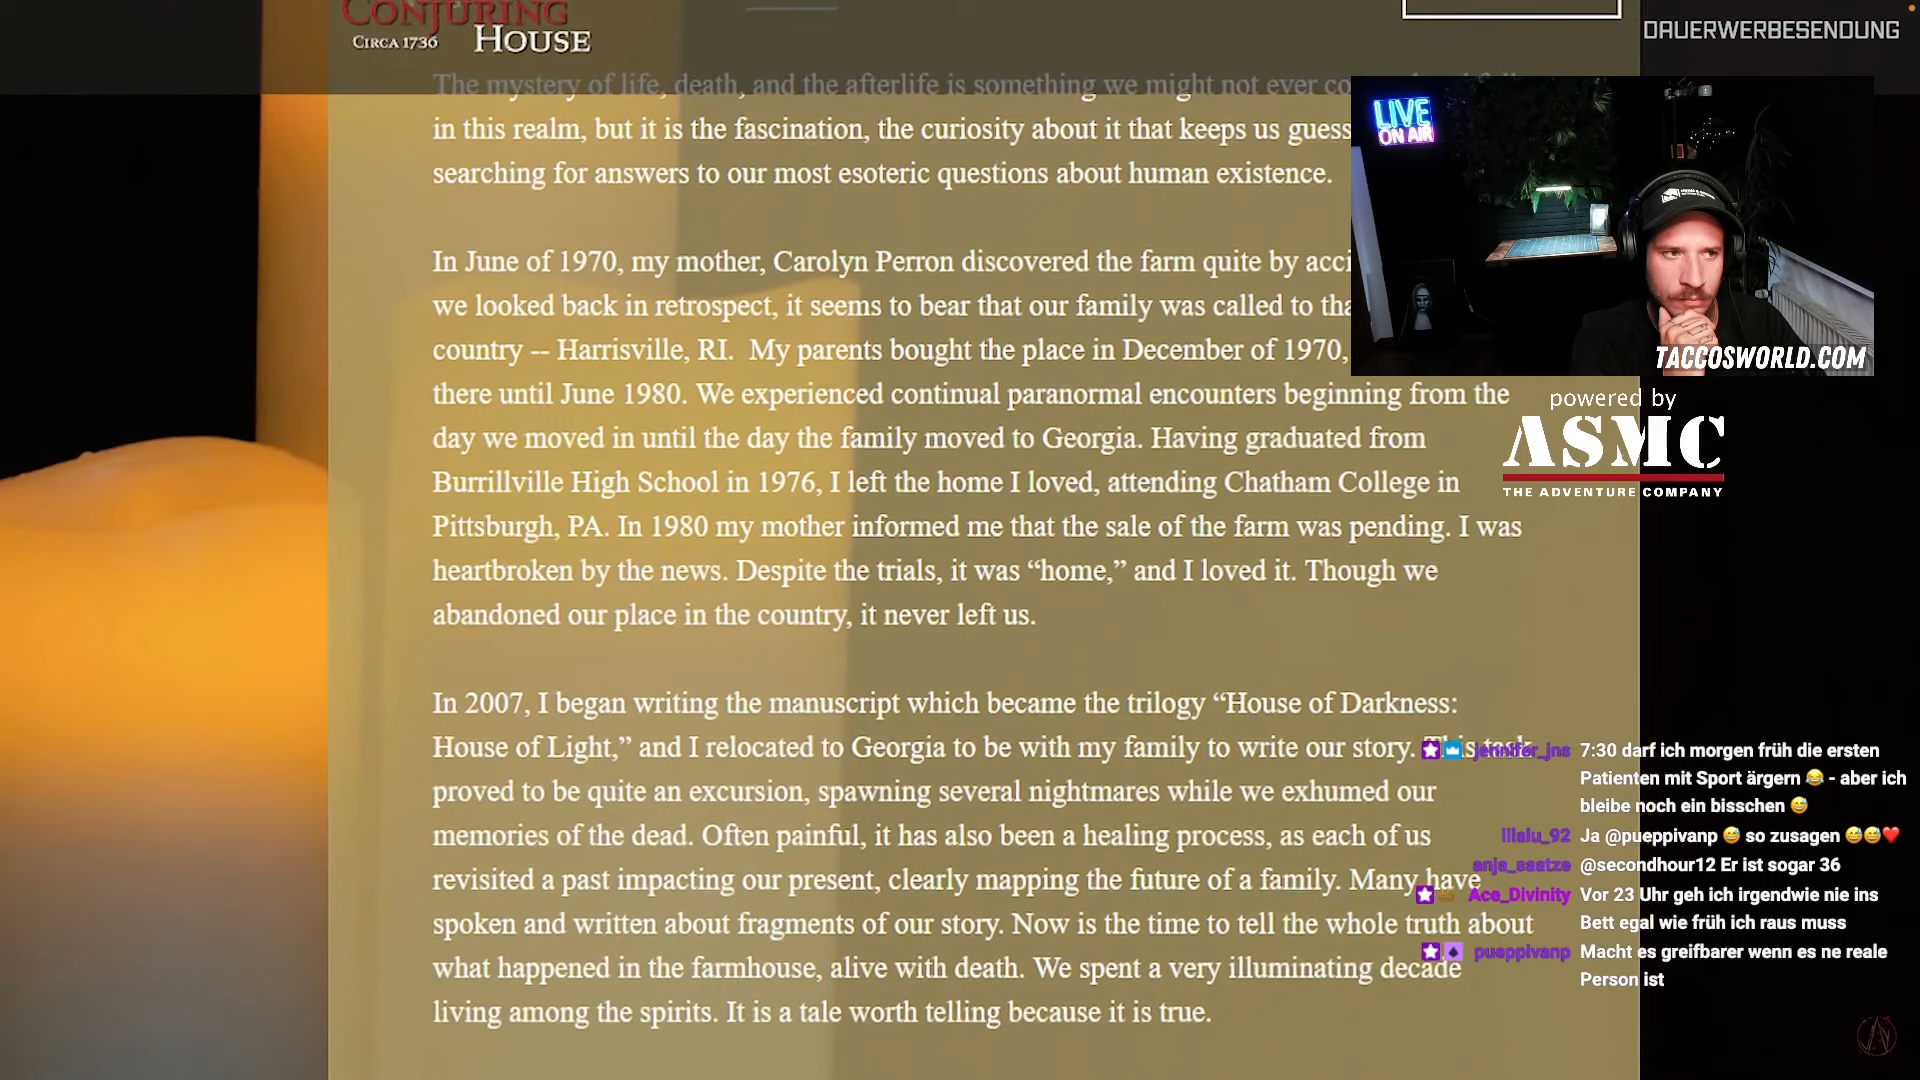 CONJURING
CIRCA 1736 HOUSE
DAUERWERBESENDUNG
The mystery of life, death, and the afterlife is something we might not ever
in this realm, but it is the fascination, the curiosity about it that keeps us
searching for answers to our most esoteric questions about human existence.
In June of 1970, my mother, Carolyn Perron discovered the farm quite by
we looked back in retrospect, it seems to bear that our family was called to
country -- Harrisville, RI. My parents bought the place in December of 1970,
there until June 1980. We experienced continual paranormal encounters beginning from the
day we moved in until the day the family moved to Georgia. Having graduated from
Burrillville High School in 1976, I left the home I loved, attending Chatham College in
Pittsburgh, PA. In 1980 my mother informed me that the sale of the farm was pending. I was
heartbroken by the news. Despite the trials, it was “home,” and I loved it. Though we
abandoned our place in the country, it never left us.
In 2007, I began writing the manuscript which became the trilogy “House of Darkness:
House of Light,” and I relocated to Georgia to be with my family to write our story.
proved to be quite an excursion, spawning several nightmares while we exhumed our
memories of the dead. Often painful, it has also been a healing process, as each of us
revisited a past impacting our present, clearly mapping the future of a family. Many have
spoken and written about fragments of our story. Now is the time to tell the whole truth about
what happened in the farmhouse, alive with death. We spent a very illuminating decade
living among the spirits. It is a tale worth telling because it is true.
LIVE
ON AIR
TACCOSWORLD.COM
powered by
ASMC
THE ADVENTURE COMPANY
jennifer_jns 7:30 darf ich morgen früh die ersten
Patienten mit Sport ärgern 😂 - aber ich
bleibe noch ein bisschen 😅
lilalu_92 Ja @pueppivanp 😅 so zusagen 😅😅❤️
anja_saatze @secondhour12 Er ist sogar 36
Ace_Divinity Vor 23 Uhr geh ich irgendwie nie ins
Bett egal wie früh ich raus muss
pueppivanp Macht es greifbarer wenn es ne reale
Person ist